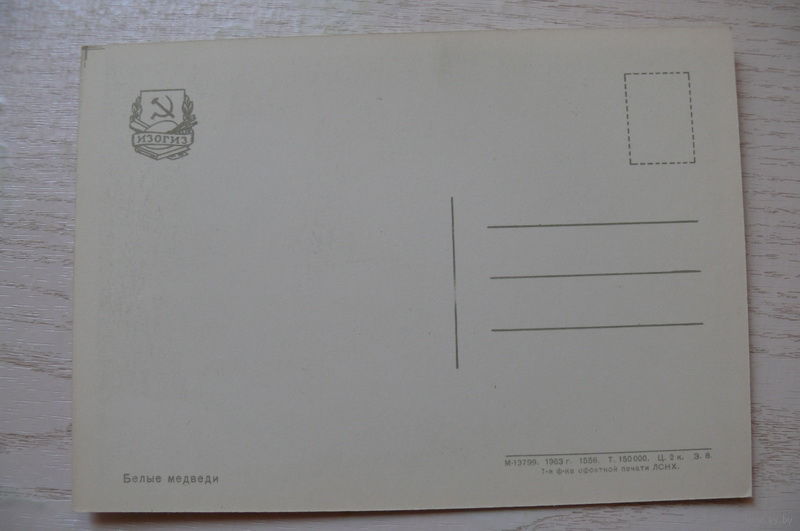 ИЗОГИЗ
Белые медведи
М-13799. 1963 г. 1556. Т. 150000. Ц. 2 к. З. 8.
1-я ф-ка офсетной печати ЛСНХ.